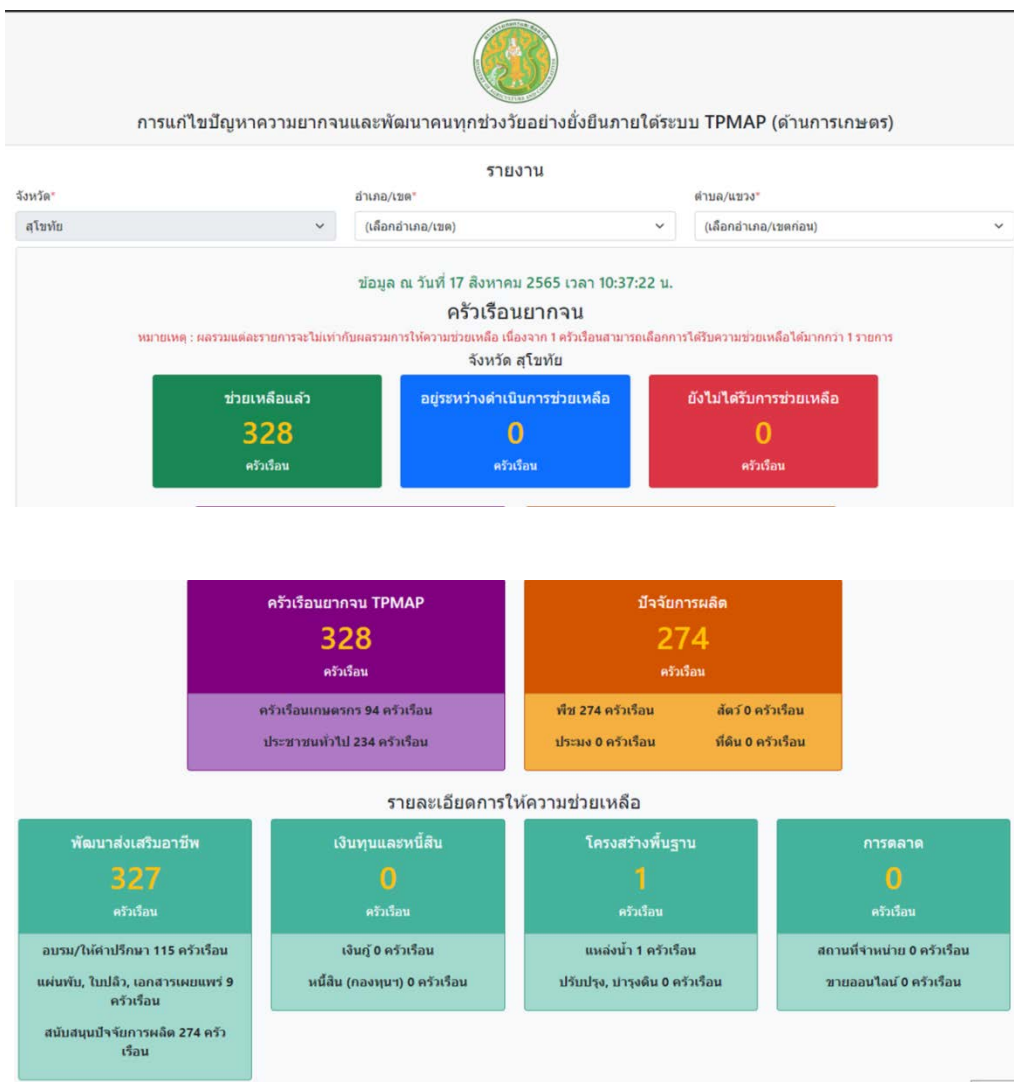 การแก้ไขปัญหาความยากจนและพัฒนาคนทุกช่วงวัยอย่างยั่งยืนภายใต้ระบบ TPMAP (ด้านการเกษตร)
รายงาน
จังหวัด* อำเภอ/เขต* ตำบล/แขวง*
สุโขทัย (เลือกอำเภอ/เขต) (เลือกอำเภอ/เขตก่อน)
ข้อมูล ณ วันที่ 17 สิงหาคม 2565 เวลา 10:37:22 น.
ครัวเรือนยากจน
หมายเหตุ : ผลรวมแต่ละรายการจะไม่เท่ากับผลรวมการให้ความช่วยเหลือ เนื่องจาก 1 ครัวเรือนสามารถเลือกการได้รับความช่วยเหลือได้มากกว่า 1 รายการ
จังหวัด สุโขทัย
ช่วยเหลือแล้ว
328
ครัวเรือน
อยู่ระหว่างดำเนินการช่วยเหลือ
0
ครัวเรือน
ยังไม่ได้รับการช่วยเหลือ
0
ครัวเรือน
ครัวเรือนยากจน TPMAP
328
ครัวเรือน
ครัวเรือนเกษตรกร 94 ครัวเรือน
ประชาชนทั่วไป 234 ครัวเรือน
ปัจจัยการผลิต
274
ครัวเรือน
พืช 274 ครัวเรือน สัตว์ 0 ครัวเรือน
ประมง 0 ครัวเรือน ที่ดิน 0 ครัวเรือน
รายละเอียดการให้ความช่วยเหลือ
พัฒนาส่งเสริมอาชีพ
327
ครัวเรือน
อบรม/ให้คำปรึกษา 115 ครัวเรือน
แผ่นพับ, ใบปลิว, เอกสารเผยแพร่ 9
ครัวเรือน
สนับสนุนปัจจัยการผลิต 274 ครัว
เรือน
เงินทุนและหนี้สิน
0
ครัวเรือน
เงินกู้ 0 ครัวเรือน
หนี้สิน (กองทุนฯ) 0 ครัวเรือน
โครงสร้างพื้นฐาน
1
ครัวเรือน
แหล่งน้ำ 1 ครัวเรือน
ปรับปรุง, บำรุงดิน 0 ครัวเรือน
การตลาด
0
ครัวเรือน
สถานที่จำหน่าย 0 ครัวเรือน
ขายออนไลน์ 0 ครัวเรือน